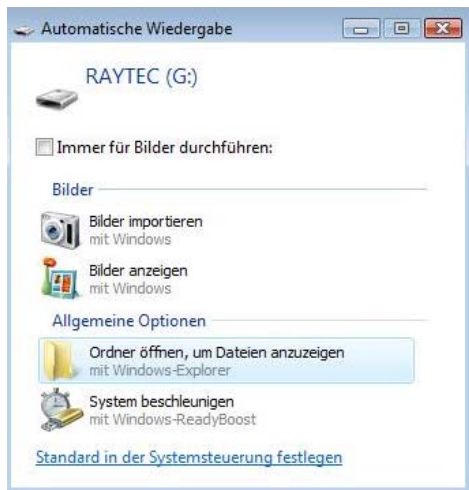 Automatische Wiedergabe
RAYTEC (G:)
Immer für Bilder durchführen:
Bilder
Bilder importieren
mit Windows
Bilder anzeigen
mit Windows
Allgemeine Optionen
Ordner öffnen, um Dateien anzuzeigen
mit Windows-Explorer
System beschleunigen
mit Windows-ReadyBoost
Standard in der Systemsteuerung festlegen